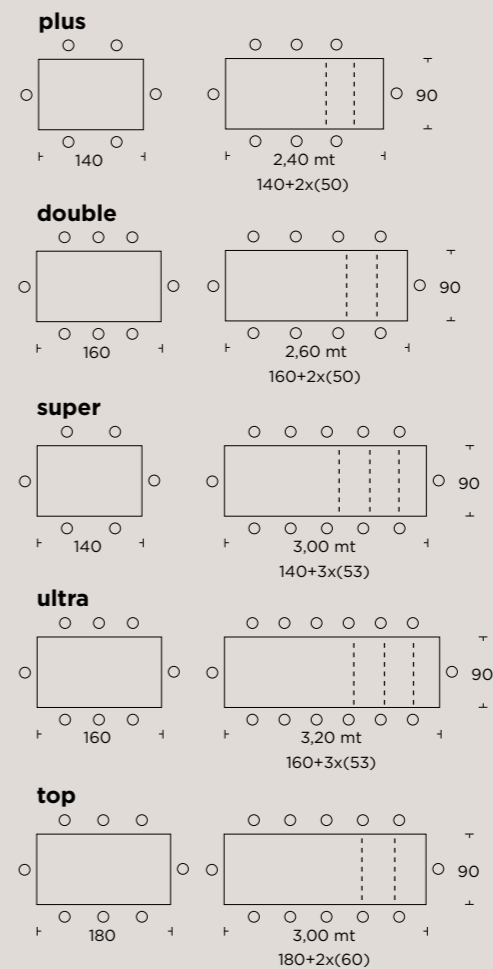 plus
140
2,40 mt
90
140+2x(50)
double
160
2,60 mt
90
160+2x(50)
super
140
3,00 mt
90
140+3x(53)
ultra
160
3,20 mt
90
160+3x(53)
top
180
3,00 mt
90
180+2x(60)